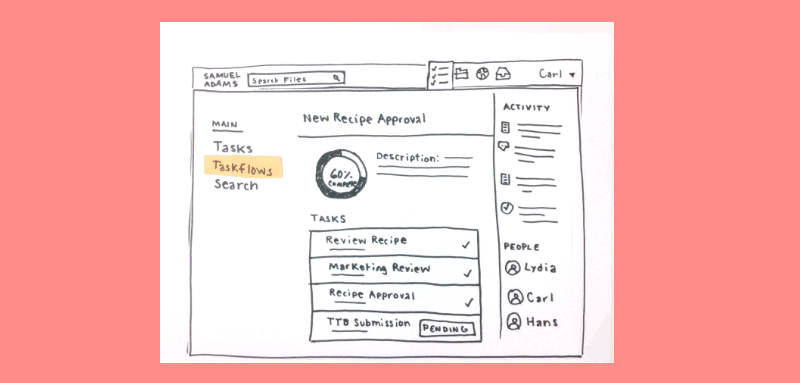 SAMUEL
ADAMS
Search Files
Carl
MAIN
Tasks
Taskflows
Search
New Recipe Approval
60%
Complete
Description:
TASKS
Review Recipe
Marketing Review
Recipe Approval
TTB Submission
PENDING
ACTIVITY
PEOPLE
Lydia
Carl
Hans